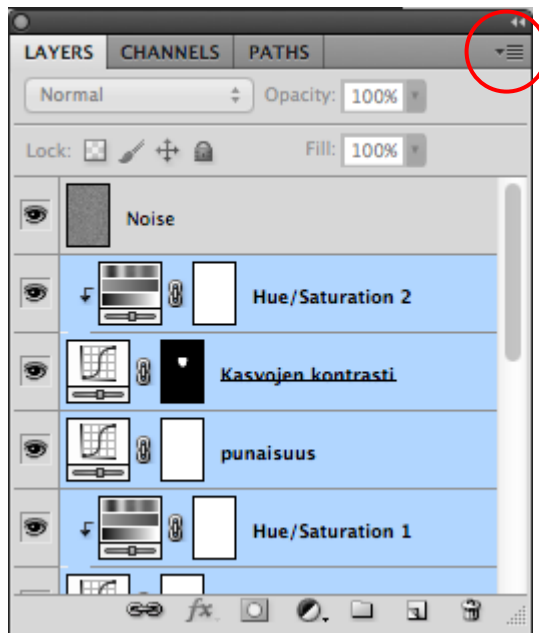 LAYERS CHANNELS PATHS
Normal Opacity: 100%
Lock: Fill: 100%
Noise
Hue/Saturation 2
Kasvojen kontrasti
punaisuus
Hue/Saturation 1
fx.